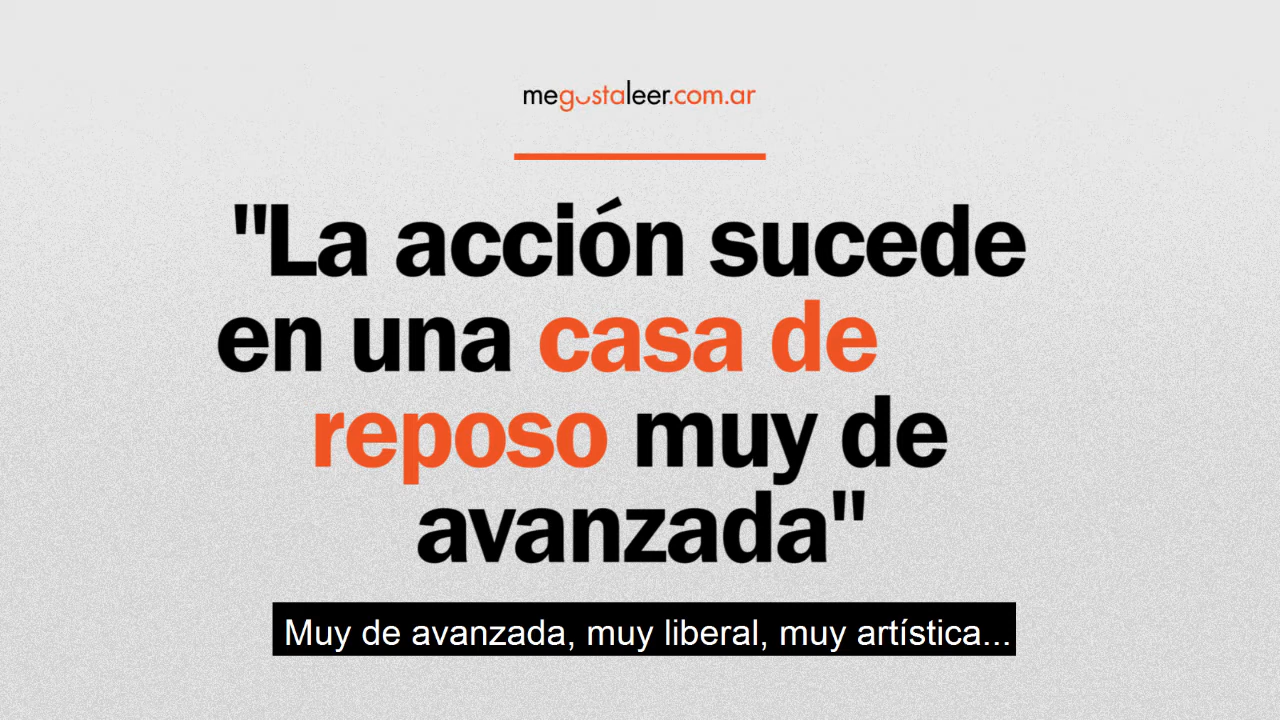 megustaleer.com.ar
"La acción sucede
en una casa de
reposo muy de
avanzada"
Muy de avanzada, muy liberal, muy artística...